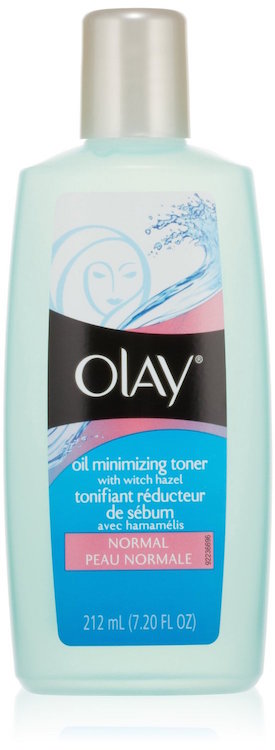 OLAY®
oil minimizing toner
with witch hazel
tonifiant réducteur
de sébum
avec hamamélis
NORMAL
PEAU NORMALE
92236696
212 mL (7.20 FL OZ)